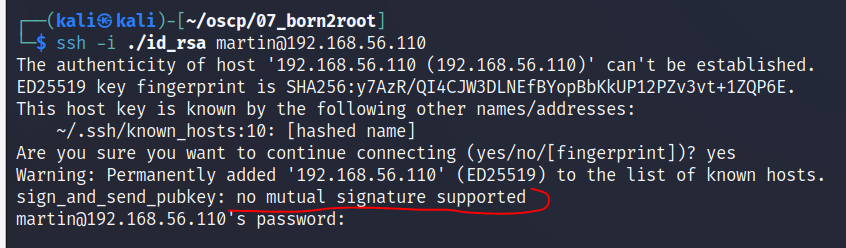 ┌──(kali㉿kali)-[~/oscp/07_born2root]
└─$ ssh -i ./id_rsa martin@192.168.56.110
The authenticity of host '192.168.56.110 (192.168.56.110)' can't be established.
ED25519 key fingerprint is SHA256:y7AzR/QI4CJW3DLNEfBYopBbKkUP12PZv3vt+1ZQP6E.
This host key is known by the following other names/addresses:
    ~/.ssh/known_hosts:10: [hashed name]
Are you sure you want to continue connecting (yes/no/[fingerprint])? yes
Warning: Permanently added '192.168.56.110' (ED25519) to the list of known hosts.
sign_and_send_pubkey: no mutual signature supported
martin@192.168.56.110's password: